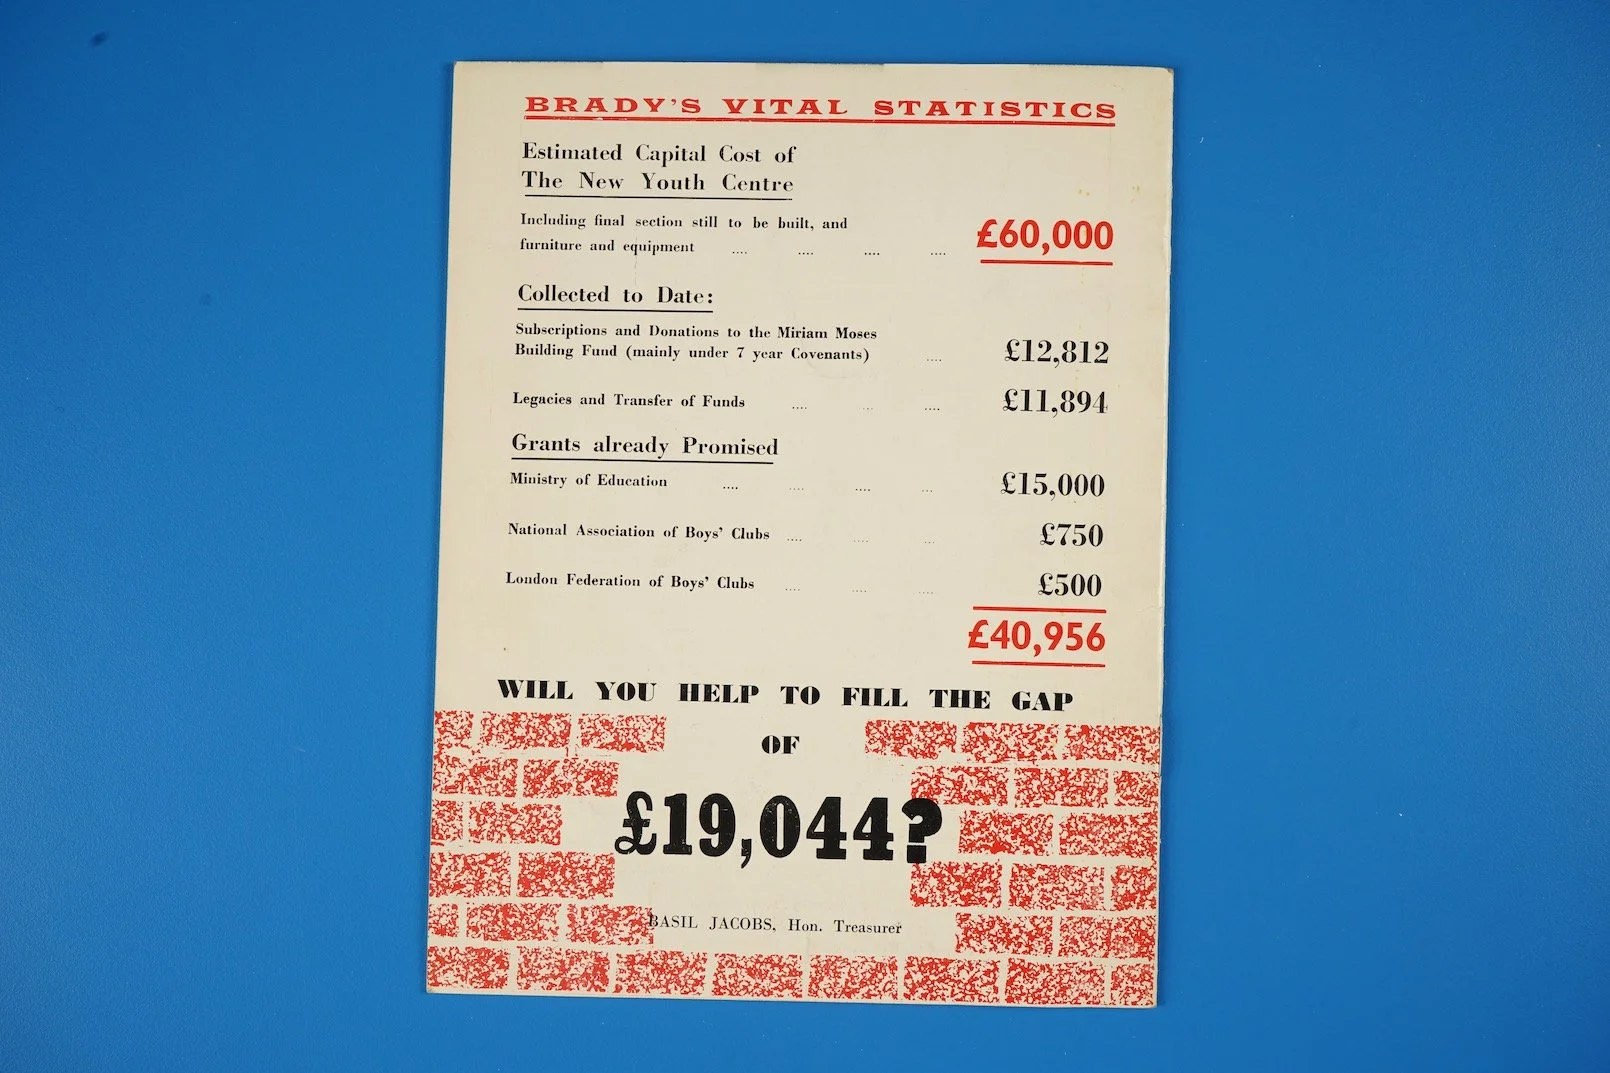 BRADY'S VITAL STATISTICS
Estimated Capital Cost of
The New Youth Centre
Including final section still to be built, and
furniture and equipment .... .... .... .... £60,000
Collected to Date:
Subscriptions and Donations to the Miriam Moses
Building Fund (mainly under 7 year Covenants) .... £12,812
Legacies and Transfer of Funds .... ... .... £11,894
Grants already Promised
Ministry of Education .... .... .... ... £15,000
National Association of Boys' Clubs .... .... ... £750
London Federation of Boys' Clubs .... .... .... £500
£40,956
WILL YOU HELP TO FILL THE GAP
OF
£19,044?
BASIL JACOBS, Hon. Treasurer